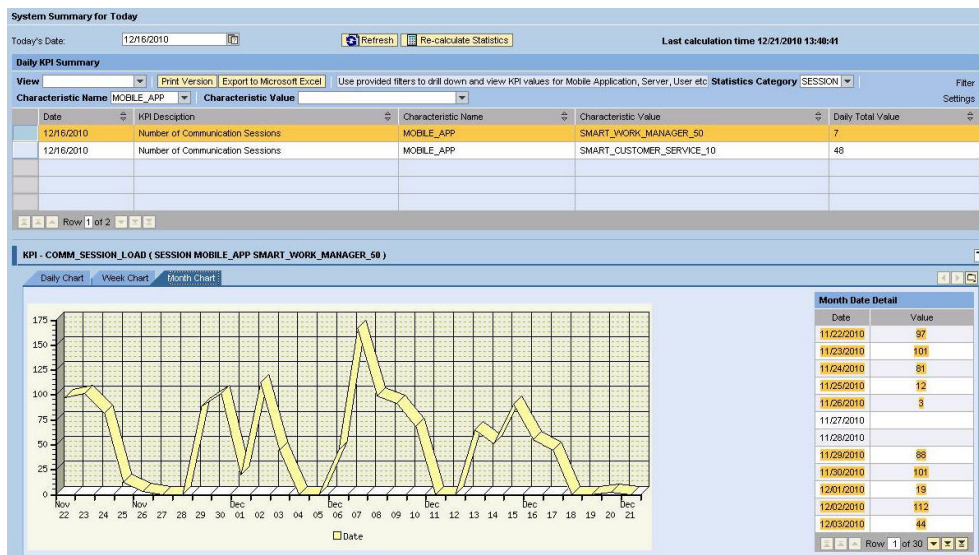 System Summary for Today
Today's Date: 12/16/2010 Refresh Re-calculate Statistics Last calculation time 12/21/2010 13:40:41
Daily KPI Summary
View Print Version Export to Microsoft Excel Use provided filters to drill down and view KPI values for Mobile Application, Server, User etc Statistics Category SESSION Filter
Characteristic Name MOBILE_APP Characteristic Value Settings
Date KPI Desciption Characteristic Name Characteristic Value Daily Total Value
12/16/2010 Number of Communication Sessions MOBILE_APP SMART_WORK_MANAGER_50 7
12/16/2010 Number of Communication Sessions MOBILE_APP SMART_CUSTOMER_SERVICE_10 48
Row 1 of 2
KPI - COMM_SESSION_LOAD ( SESSION MOBILE_APP SMART_WORK_MANAGER_50 )
Daily Chart Week Chart Month Chart
175
150
125
100
75
50
25
0
Nov Nov Dec Dec Dec Dec Dec
22 23 24 25 26 27 28 29 30 01 02 03 04 05 06 07 08 09 10 11 12 13 14 15 16 17 18 19 20 21
Date
Month Date Detail
Date Value
11/22/2010 97
11/23/2010 101
11/24/2010 81
11/25/2010 12
11/26/2010 3
11/27/2010
11/28/2010
11/29/2010 88
11/30/2010 101
12/01/2010 19
12/02/2010 112
12/03/2010 44
Row 1 of 30